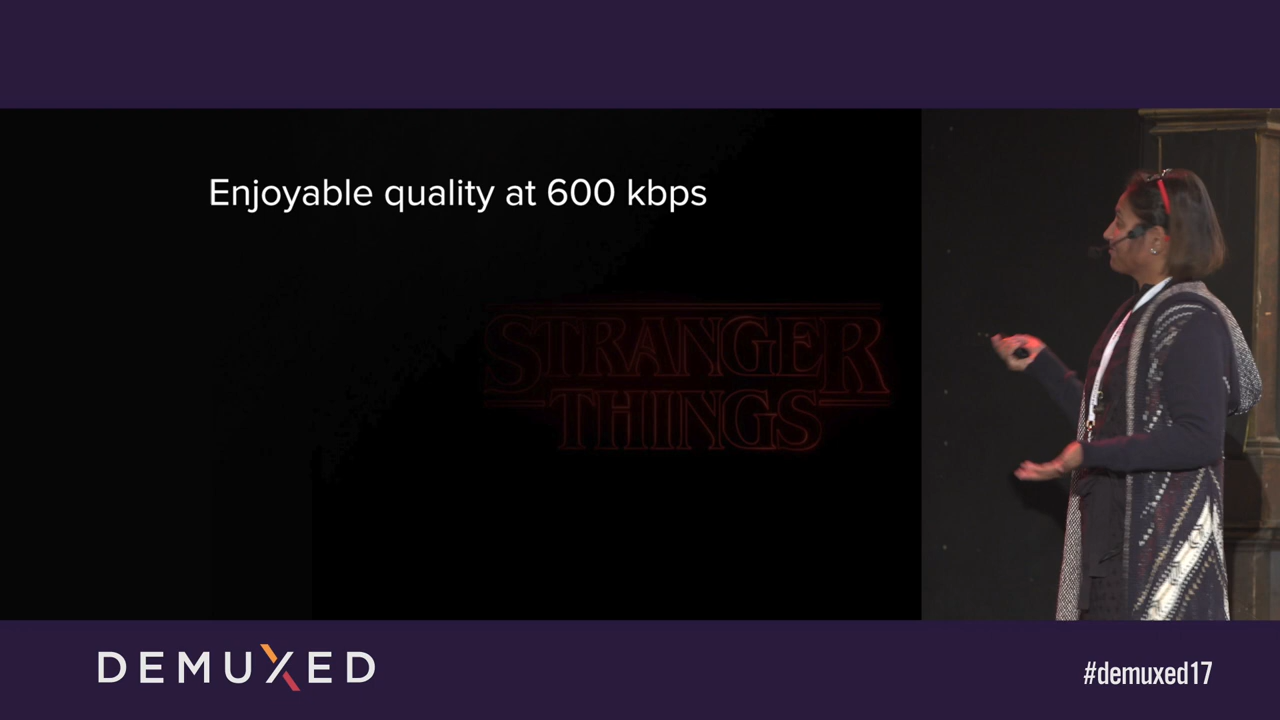 Enjoyable quality at 600 kbps
STRANGER
THINGS
DEMUXED
#demuxed17